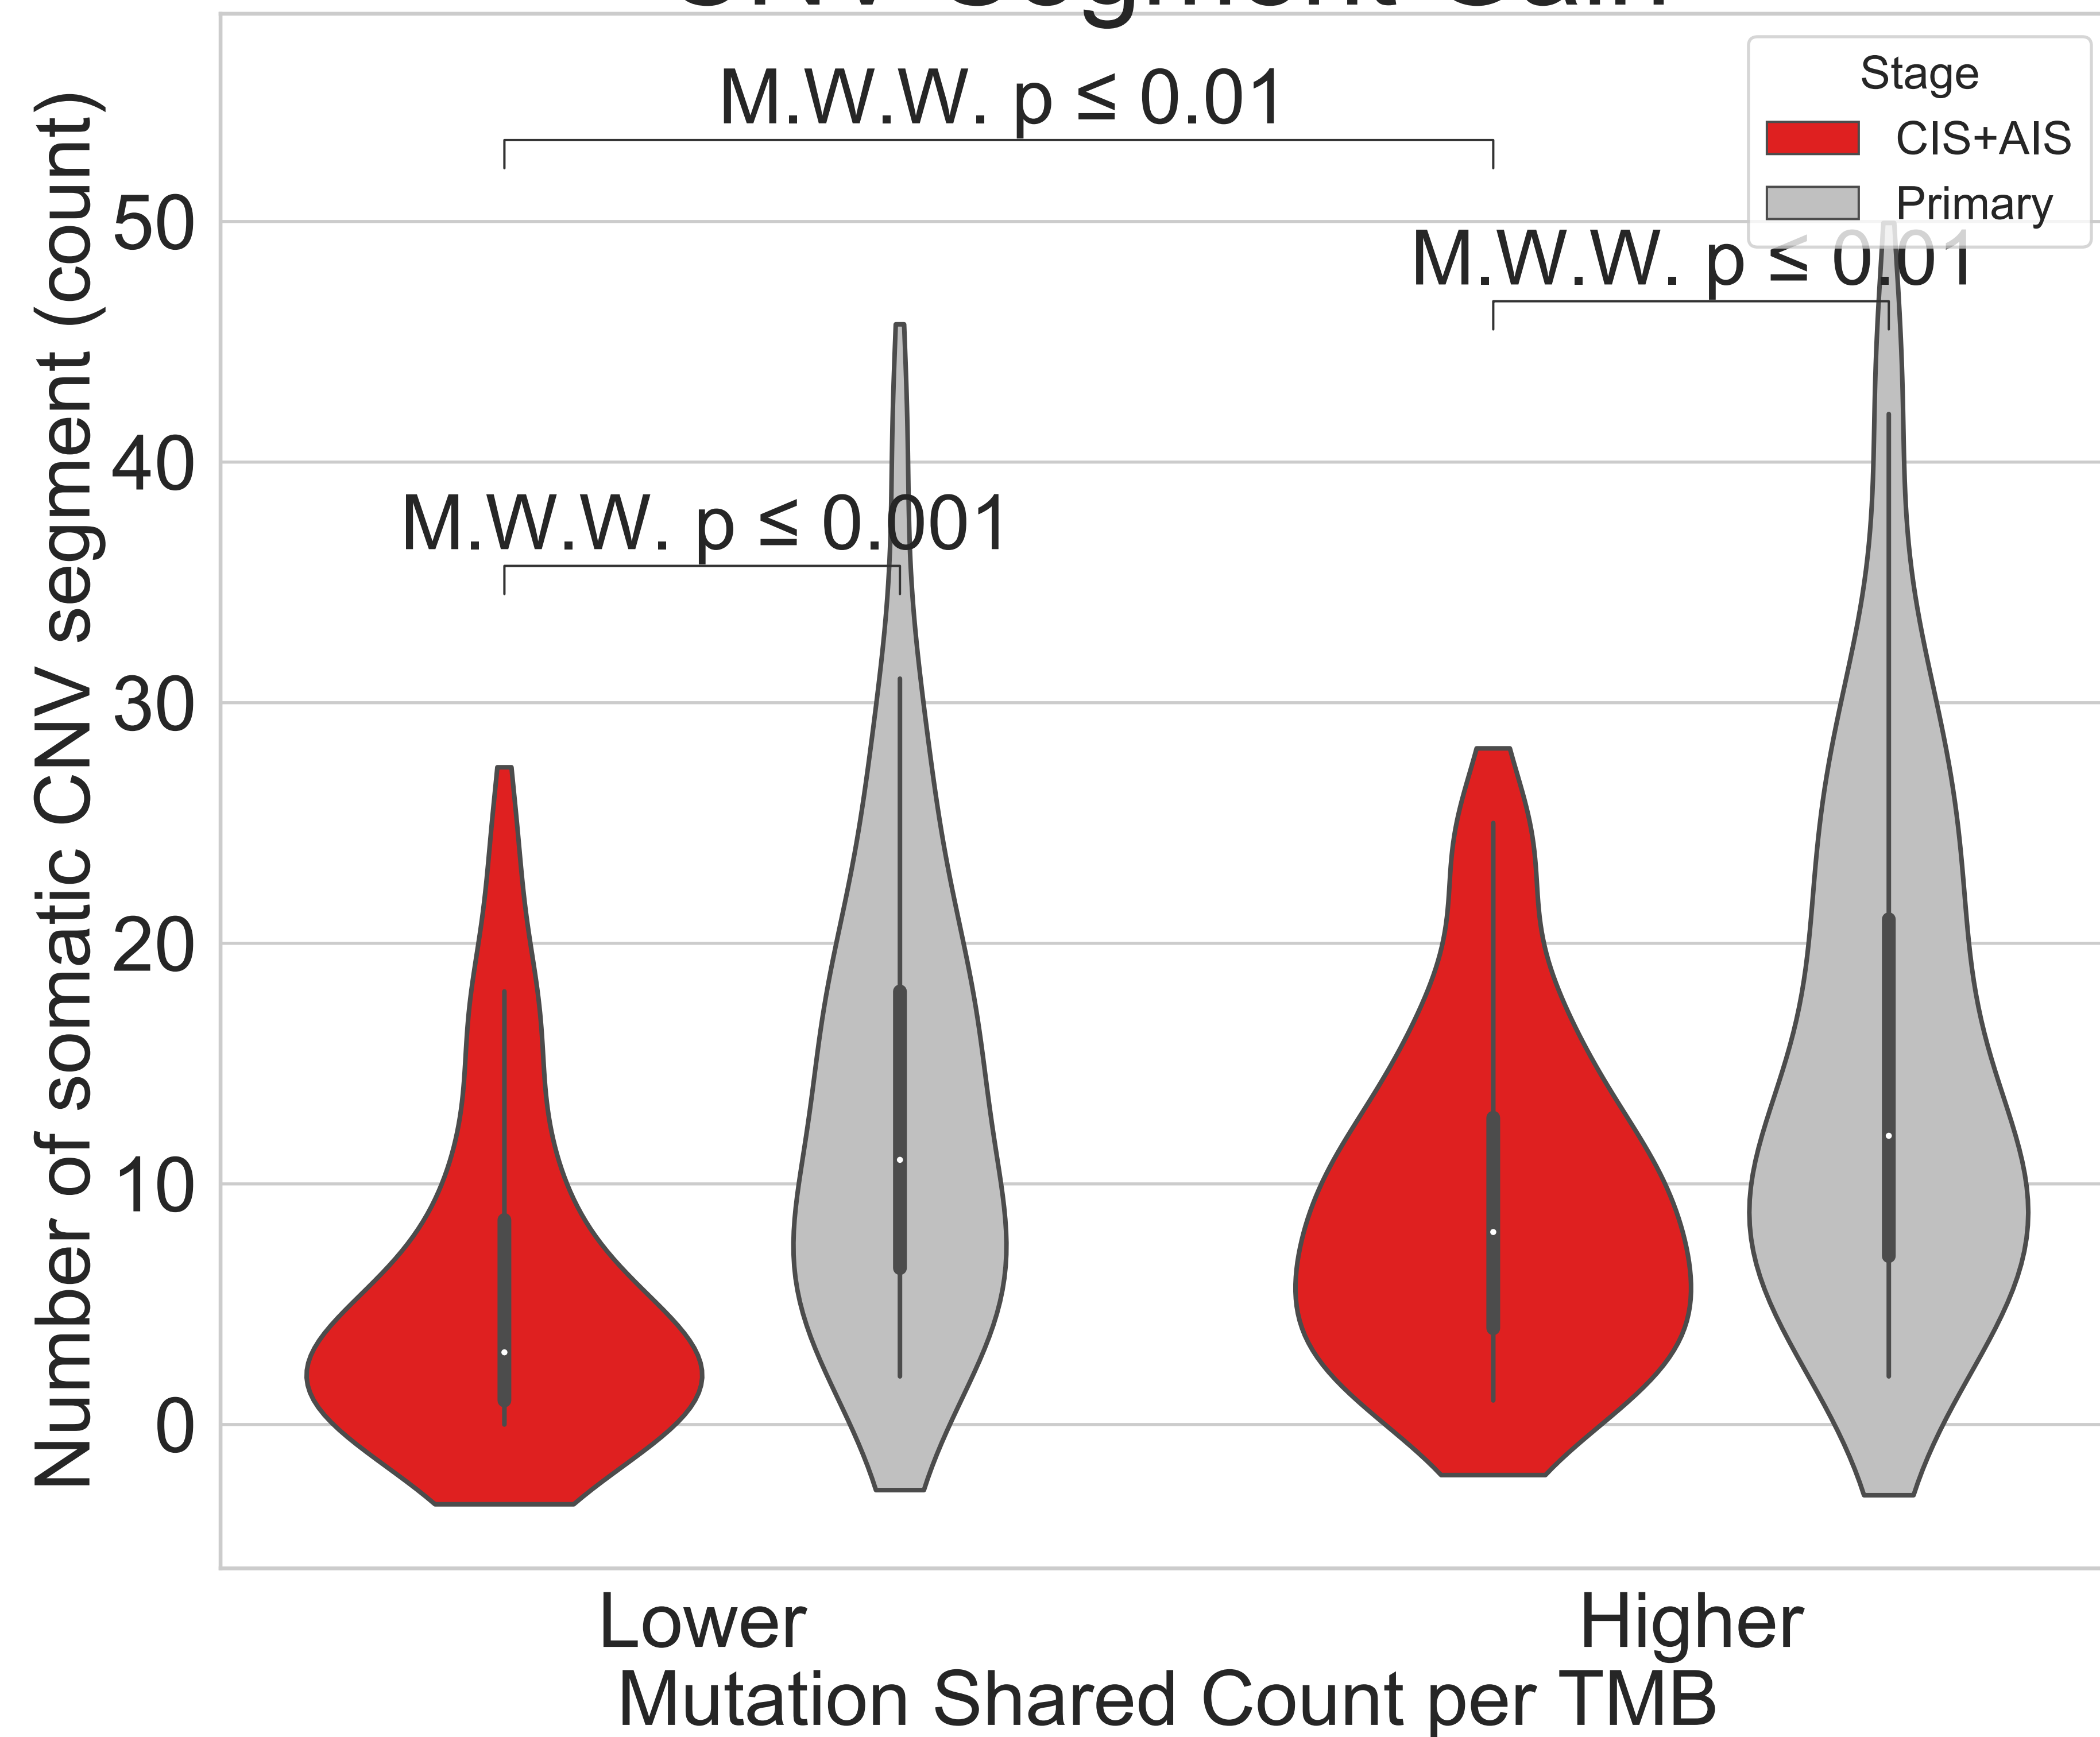 M.W.W. p ≤ 0.01
Stage
CIS+AIS
Primary
M.W.W. p ≤ 0.01
M.W.W. p ≤ 0.001
Number of somatic CNV segment (count)
50
40
30
20
10
0
Lower
Higher
Mutation Shared Count per TMB